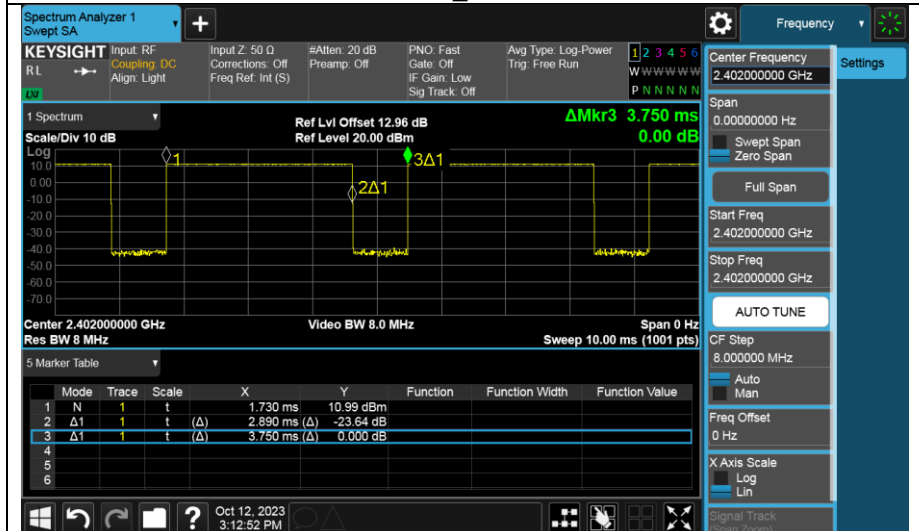 Spectrum Analyzer 1
Swept SA
Frequency
KEYSIGHT Input: RF Input Z: 50 Ω #Atten: 20 dB PNO: Fast Avg Type: Log-Power 1 2 3 4 5 6
RL Coupling: DC Corrections: Off Preamp: Off Gate: Off Trig: Free Run W W W W W W
Align: Light Freq Ref: Int (S) IF Gain: Low P N N N N N
Sig Track: Off
LXI
1 Spectrum
Ref Lvl Offset 12.96 dB ΔMkr3 3.750 ms
Scale/Div 10 dB Ref Level 20.00 dBm 0.00 dB
Log
10.0
0.00
-10.0
-20.0
-30.0
-40.0
-50.0
-60.0
-70.0
1
2Δ1
3Δ1
Center 2.402000000 GHz Video BW 8.0 MHz Span 0 Hz
Res BW 8 MHz Sweep 10.00 ms (1001 pts)
5 Marker Table
Mode Trace Scale X Y Function Function Width Function Value
1 N 1 t 1.730 ms 10.99 dBm
2 Δ1 1 t (Δ) 2.890 ms (Δ) -23.64 dB
3 Δ1 1 t (Δ) 3.750 ms (Δ) 0.000 dB
4
5
6
Oct 12, 2023
3:12:52 PM
Center Frequency
2.402000000 GHz
Settings
Span
0.00000000 Hz
Swept Span
Zero Span
Full Span
Start Freq
2.402000000 GHz
Stop Freq
2.402000000 GHz
AUTO TUNE
CF Step
8.000000 MHz
Auto
Man
Freq Offset
0 Hz
X Axis Scale
Log
Lin
Signal Track
(Span Zoom)